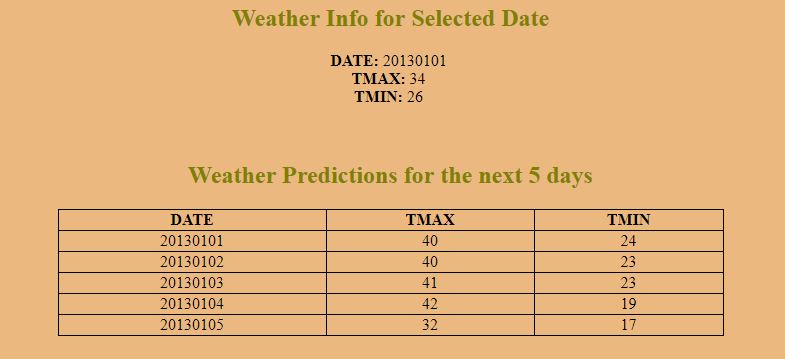 Weather Info for Selected Date
DATE: 20130101
TMAX: 34
TMIN: 26
Weather Predictions for the next 5 days
DATE TMAX TMIN
20130101 40 24
20130102 40 23
20130103 41 23
20130104 42 19
20130105 32 17